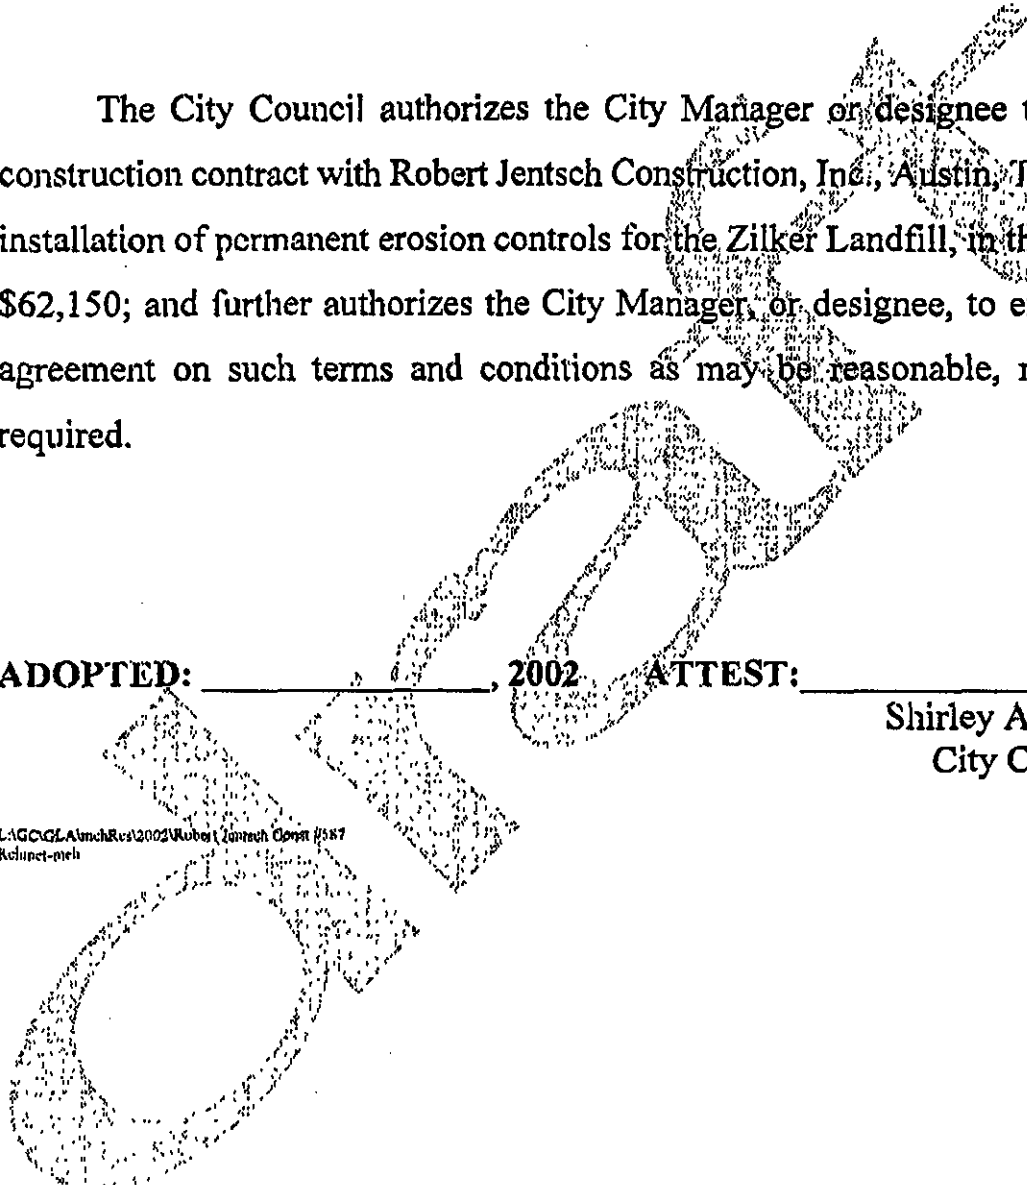 The City Council authorizes the City Manager or designee t
construction contract with Robert Jentsch Construction, Inc., Austin, T
installation of permanent erosion controls for the Zilker Landfill, in th
$62,150; and further authorizes the City Manager, or designee, to e
agreement on such terms and conditions as may be reasonable, r
required.
ADOPTED: ______________, 2002 ATTEST:______________
Shirley A
City C